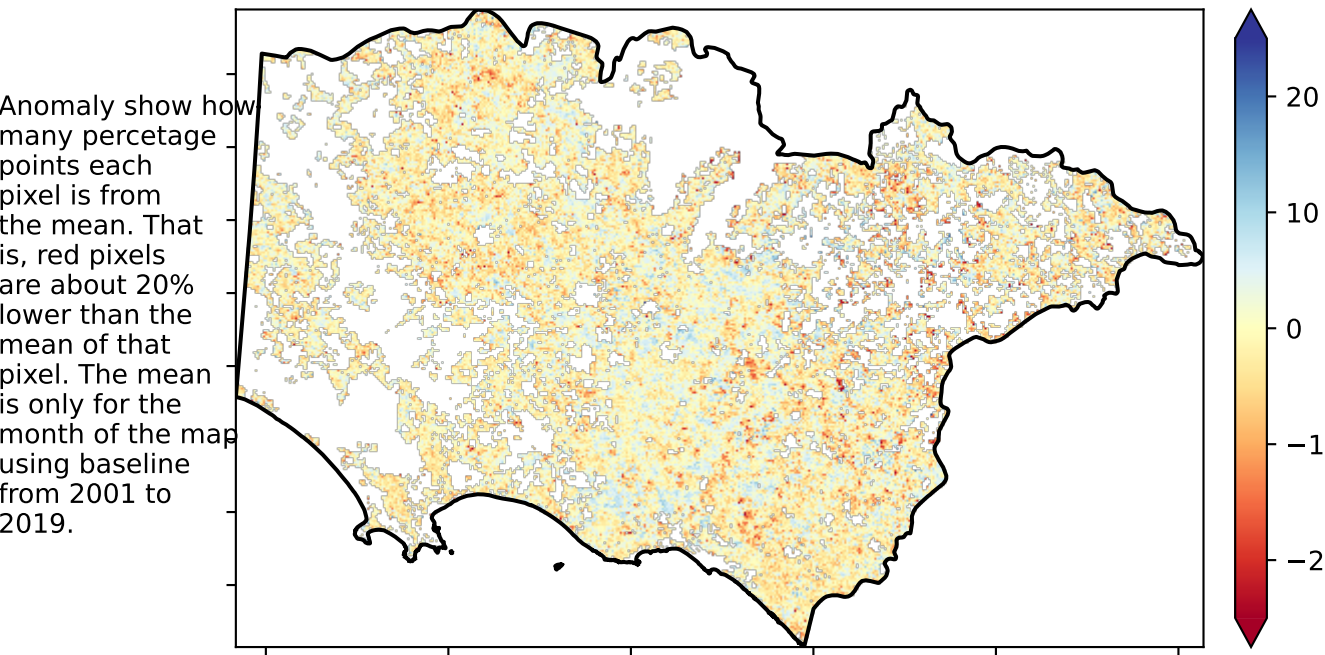 Anomaly show how
many percetage
points each
pixel is from
the mean. That
is, red pixels
are about 20%
lower than the
mean of that
pixel. The mean
is only for the
month of the map
using baseline
from 2001 to
2019.
20
10
0
−1
−2